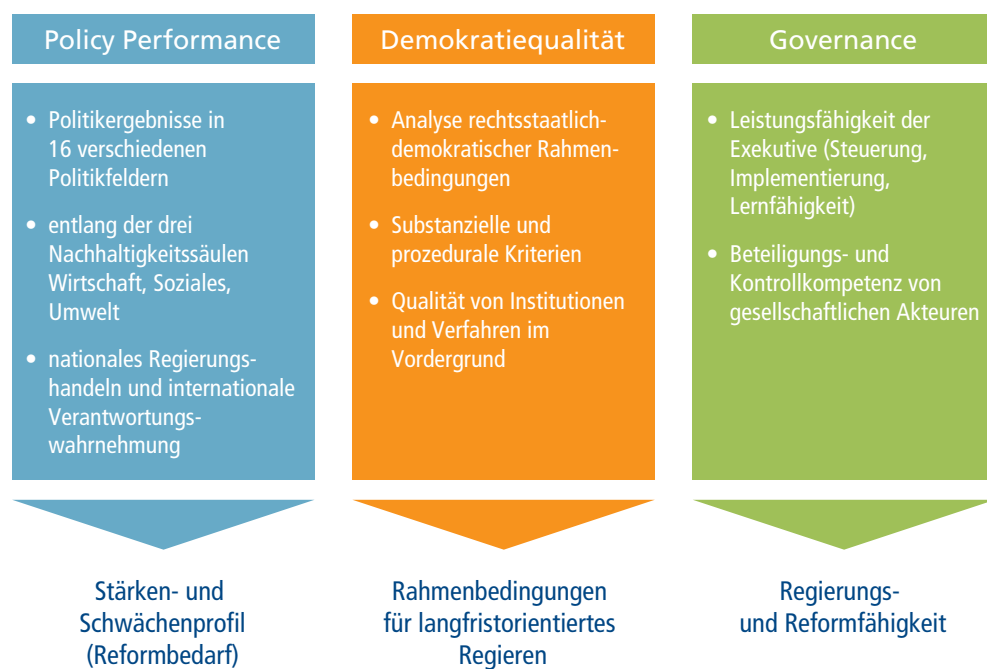 Policy Performance
• Politikergebnisse in
16 verschiedenen
Politikfeldern
• entlang der drei
Nachhaltigkeitssäulen
Wirtschaft, Soziales,
Umwelt
• nationales Regierungs-
handeln und internationale
Verantwortungs-
wahrnehmung
Stärken- und
Schwächenprofil
(Reformbedarf)
Demokratiequalität
• Analyse rechtsstaatlich-
demokratischer Rahmen-
bedingungen
• Substanzielle und
prozedurale Kriterien
• Qualität von Institutionen
und Verfahren im
Vordergrund
Rahmenbedingungen
für langfristorientiertes
Regieren
Governance
• Leistungsfähigkeit der
Exekutive (Steuerung,
Implementierung,
Lernfähigkeit)
• Beteiligungs- und
Kontrollkompetenz von
gesellschaftlichen Akteuren
Regierungs-
und Reformfähigkeit